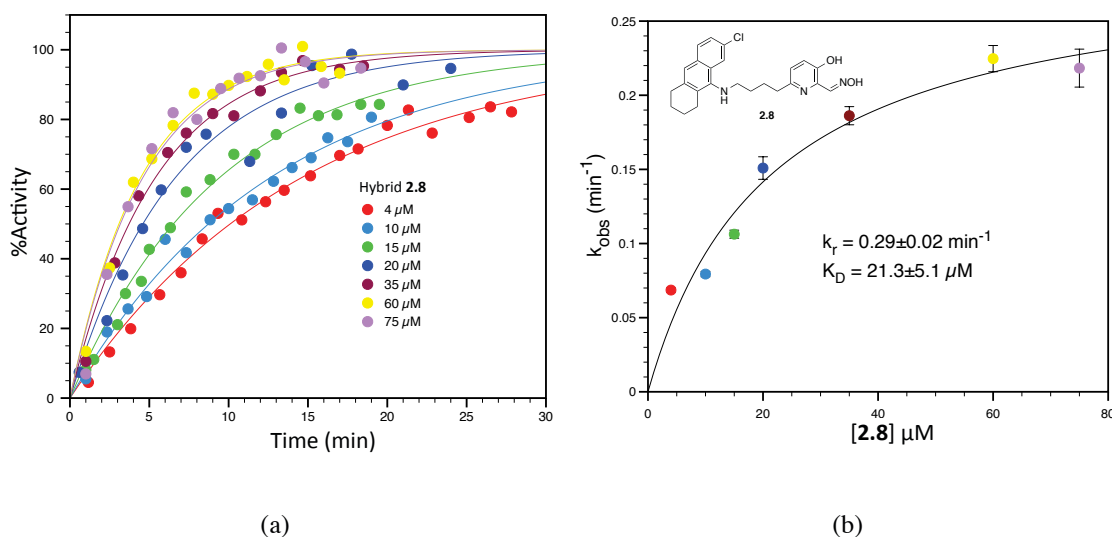 100
80
60
40
20
0
%Activity
0
5
10
15
20
25
30
Time (min)
Hybrid 2.8
4 µM
10 µM
15 µM
20 µM
35 µM
60 µM
75 µM
(a)
0.25
0.2
0.15
0.1
0.05
0
k_obs (min⁻¹)
Cl
N
H
N
OH
NOH
2.8
k_r = 0.29±0.02 min⁻¹
K_D = 21.3±5.1 µM
0
20
40
60
80
[2.8] µM
(b)